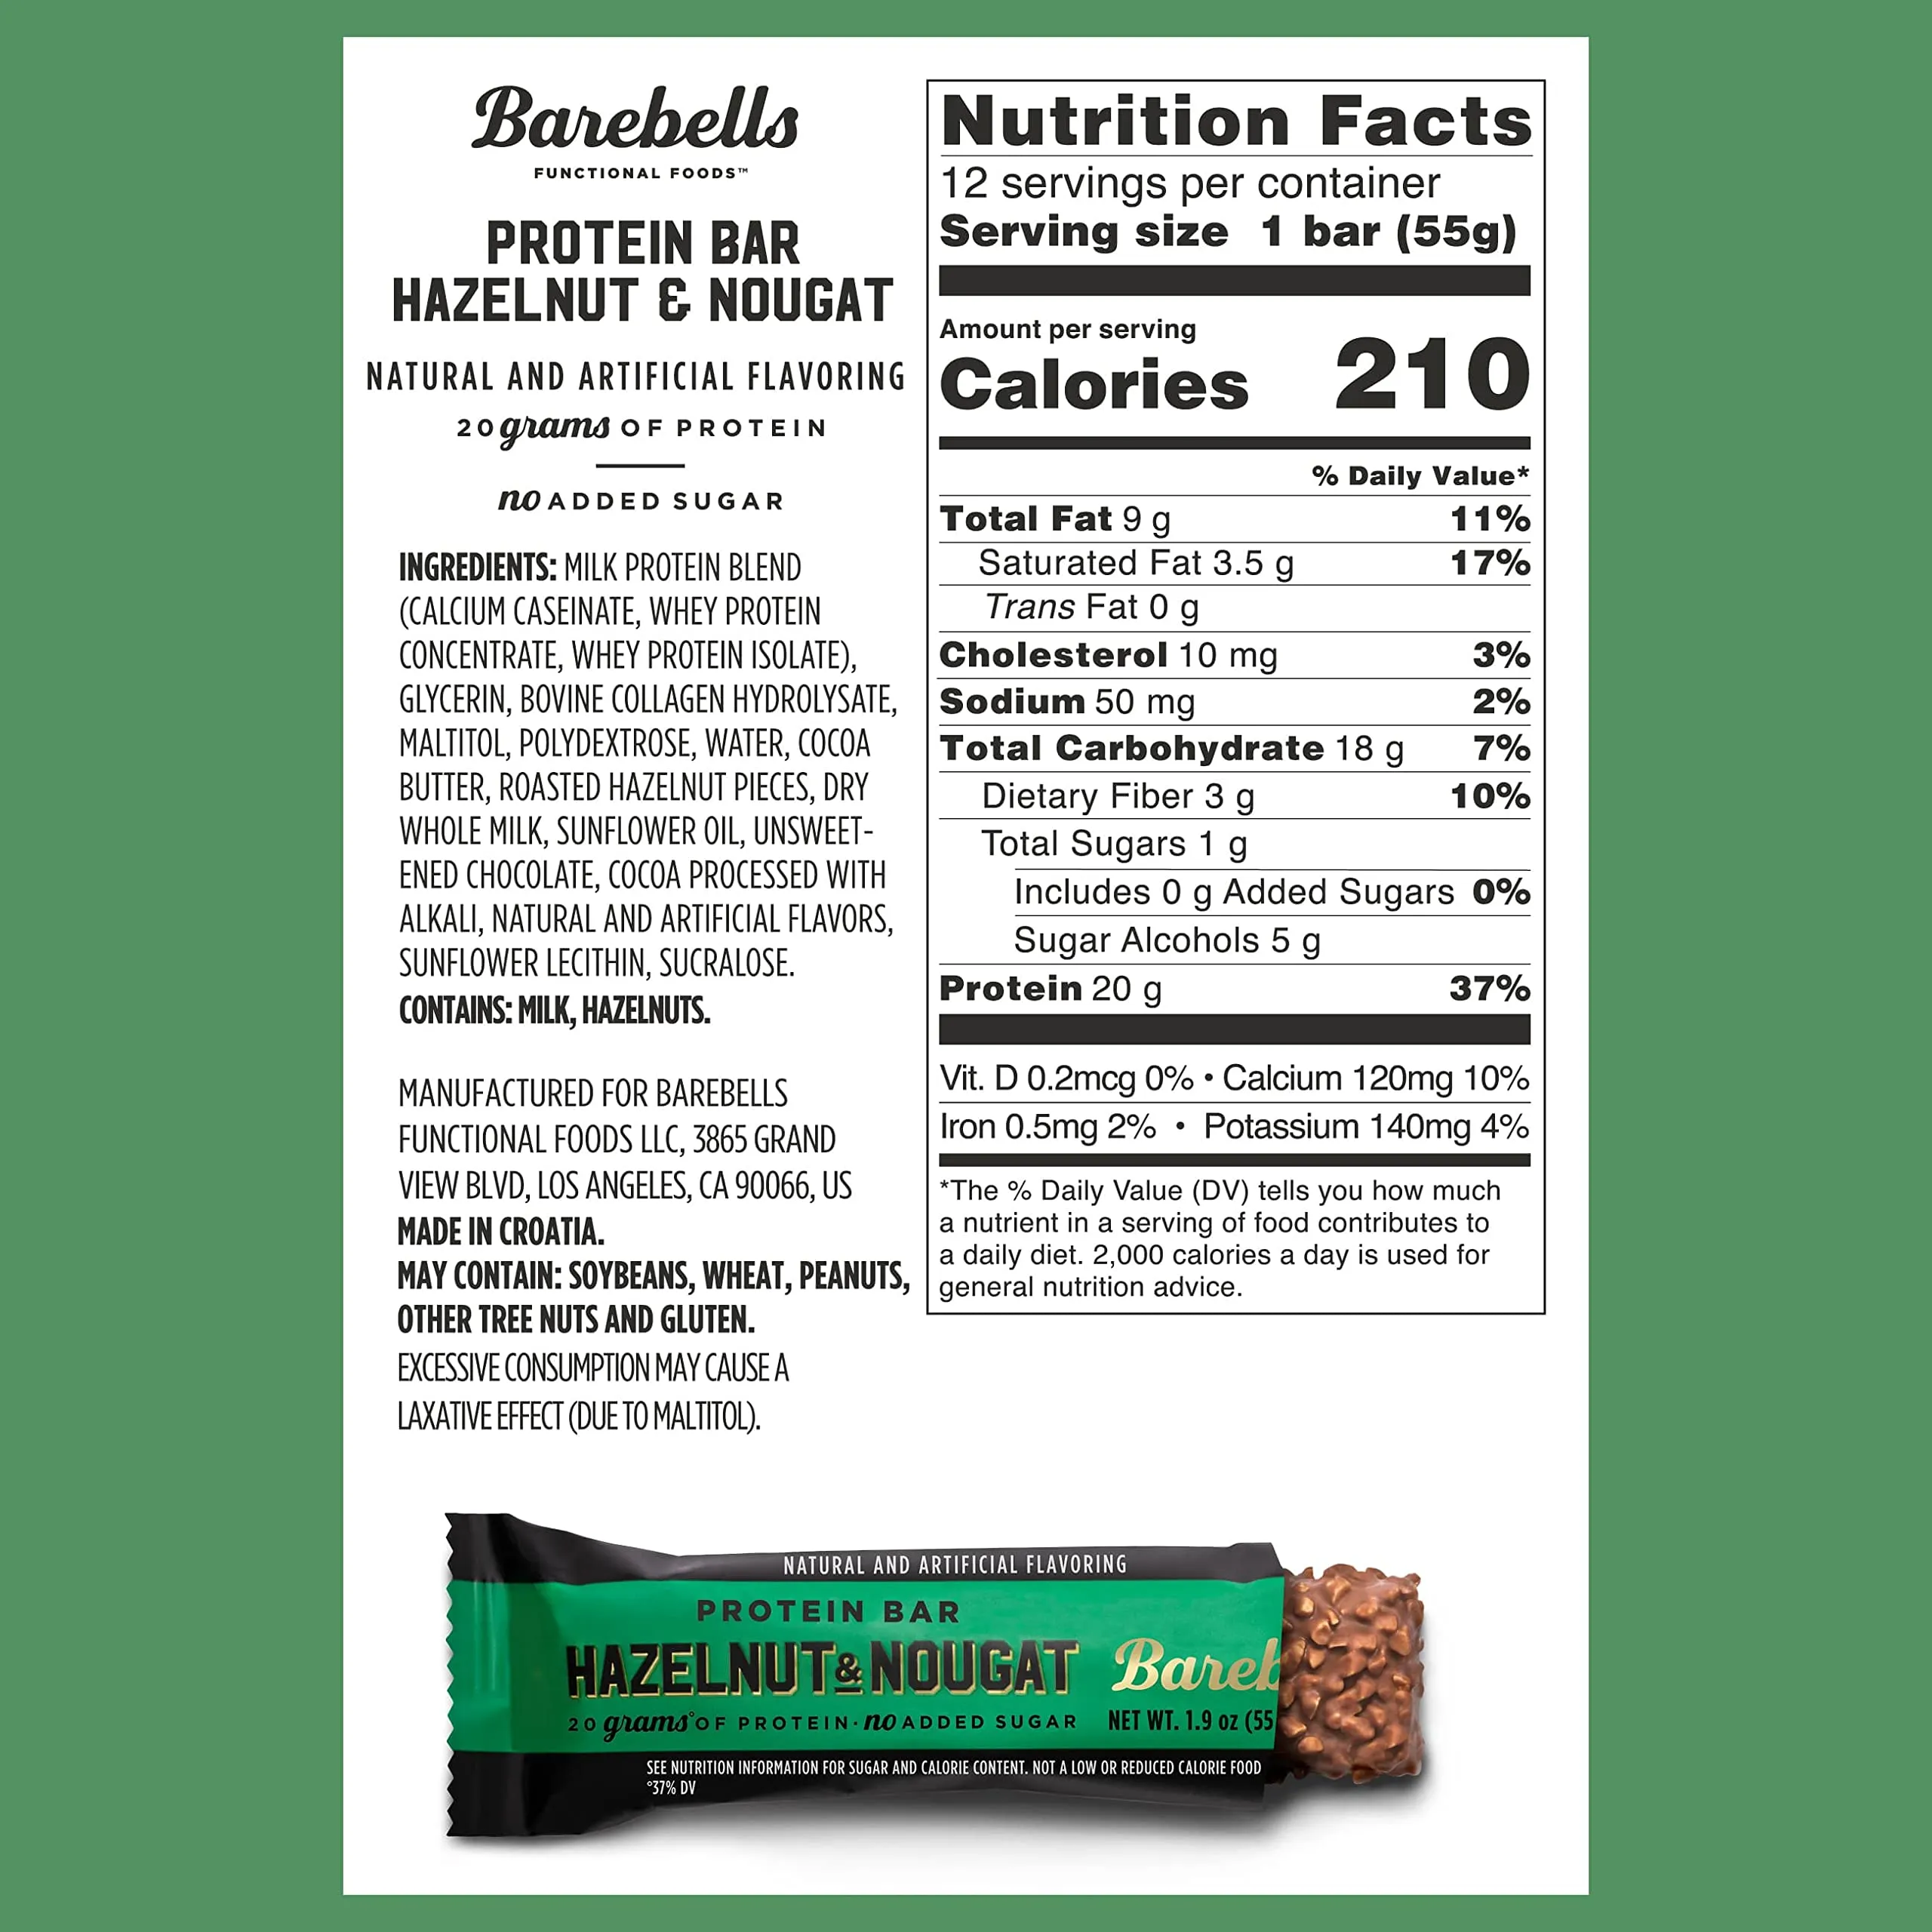 Barebells
FUNCTIONAL FOODS™
PROTEIN BAR
HAZELNUT & NOUGAT
NATURAL AND ARTIFICIAL FLAVORING
20 grams OF PROTEIN
no ADDED SUGAR
INGREDIENTS: MILK PROTEIN BLEND
(CALCIUM CASEINATE, WHEY PROTEIN
CONCENTRATE, WHEY PROTEIN ISOLATE),
GLYCERIN, BOVINE COLLAGEN HYDROLYSATE,
MALTITOL, POLYDEXTROSE, WATER, COCOA
BUTTER, ROASTED HAZELNUT PIECES, DRY
WHOLE MILK, SUNFLOWER OIL, UNSWEET-
ENED CHOCOLATE, COCOA PROCESSED WITH
ALKALI, NATURAL AND ARTIFICIAL FLAVORS,
SUNFLOWER LECITHIN, SUCRALOSE.
CONTAINS: MILK, HAZELNUTS.
MANUFACTURED FOR BAREBELLS
FUNCTIONAL FOODS LLC, 3865 GRAND
VIEW BLVD, LOS ANGELES, CA 90066, US
MADE IN CROATIA.
MAY CONTAIN: SOYBEANS, WHEAT, PEANUTS,
OTHER TREE NUTS AND GLUTEN.
EXCESSIVE CONSUMPTION MAY CAUSE A
LAXATIVE EFFECT (DUE TO MALTITOL).
Nutrition Facts
12 servings per container
Serving size 1 bar (55g)
Amount per serving
Calories 210
% Daily Value*
Total Fat 9 g 11%
Saturated Fat 3.5 g 17%
Trans Fat 0 g
Cholesterol 10 mg 3%
Sodium 50 mg 2%
Total Carbohydrate 18 g 7%
Dietary Fiber 3 g 10%
Total Sugars 1 g
Includes 0 g Added Sugars 0%
Sugar Alcohols 5 g
Protein 20 g 37%
Vit. D 0.2mcg 0% • Calcium 120mg 10%
Iron 0.5mg 2% • Potassium 140mg 4%
*The % Daily Value (DV) tells you how much
a nutrient in a serving of food contributes to
a daily diet. 2,000 calories a day is used for
general nutrition advice.
NATURAL AND ARTIFICIAL FLAVORING
PROTEIN BAR
HAZELNUT & NOUGAT Bareb
20 grams° OF PROTEIN · no ADDED SUGAR NET WT. 1.9 oz (55
SEE NUTRITION INFORMATION FOR SUGAR AND CALORIE CONTENT. NOT A LOW OR REDUCED CALORIE FOOD
°37% DV